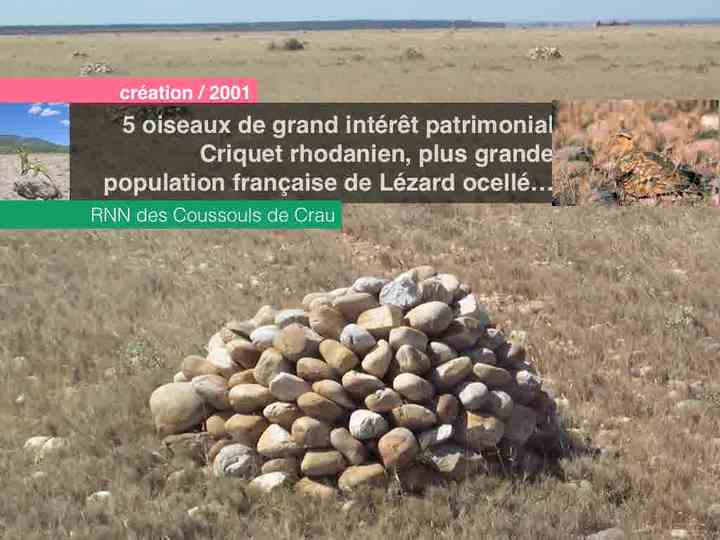 création / 2001
5 oiseaux de grand intérêt patrimonial
Criquet rhodanien, plus grande
population française de Lézard ocellé…
RNN des Coussouls de Crau